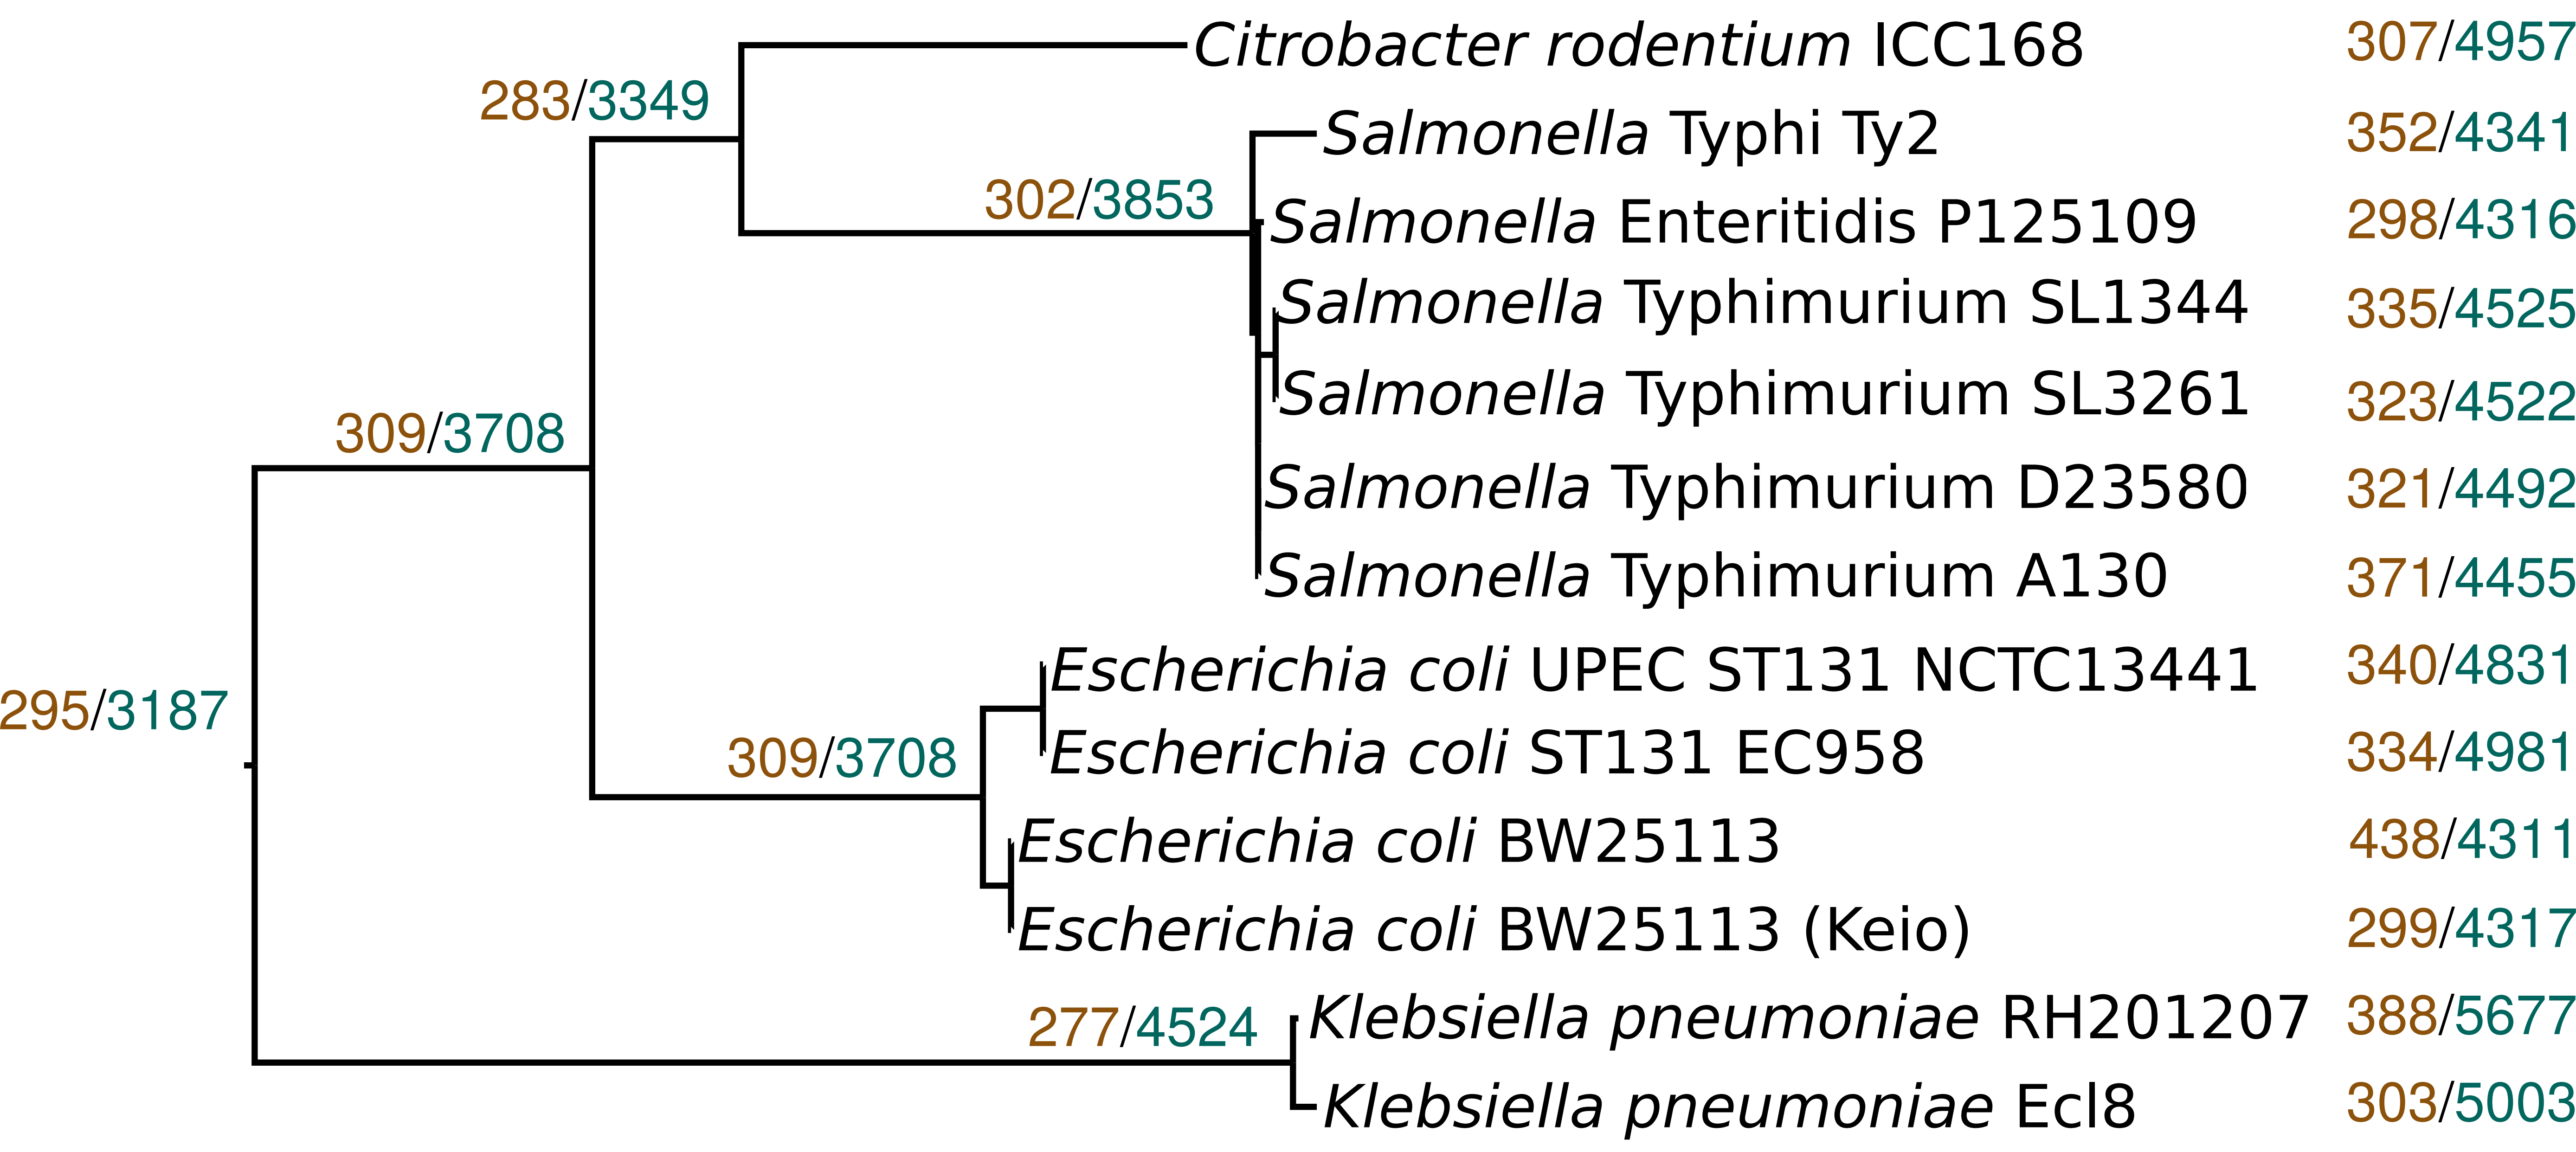 Citrobacter rodentium ICC168 307/4957
283/3349
Salmonella Typhi Ty2 352/4341
302/3853
Salmonella Enteritidis P125109 298/4316
Salmonella Typhimurium SL1344 335/4525
Salmonella Typhimurium SL3261 323/4522
309/3708
Salmonella Typhimurium D23580 321/4492
Salmonella Typhimurium A130 371/4455
Escherichia coli UPEC ST131 NCTC13441 340/4831
295/3187
Escherichia coli ST131 EC958 334/4981
309/3708
Escherichia coli BW25113 438/4311
Escherichia coli BW25113 (Keio) 299/4317
Klebsiella pneumoniae RH201207 388/5677
277/4524
Klebsiella pneumoniae Ecl8 303/5003